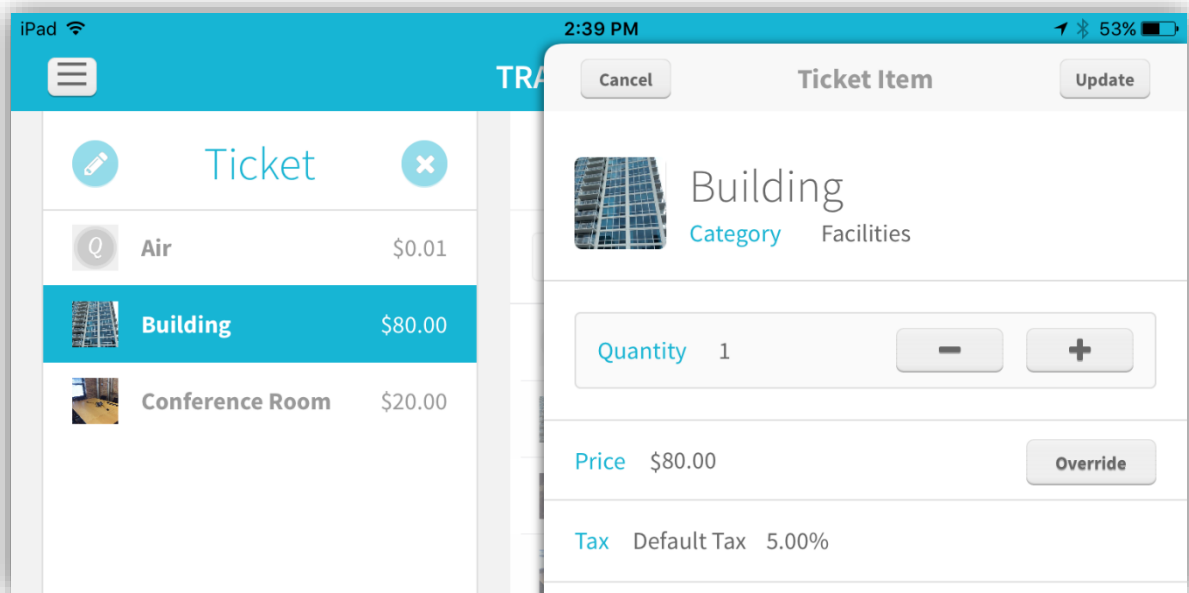 iPad 2:39 PM 53%
TRA
Cancel Ticket Item Update
Ticket
Q Air $0.01
Building $80.00
Conference Room $20.00
Building
Category Facilities
Quantity 1
Price $80.00 Override
Tax Default Tax 5.00%